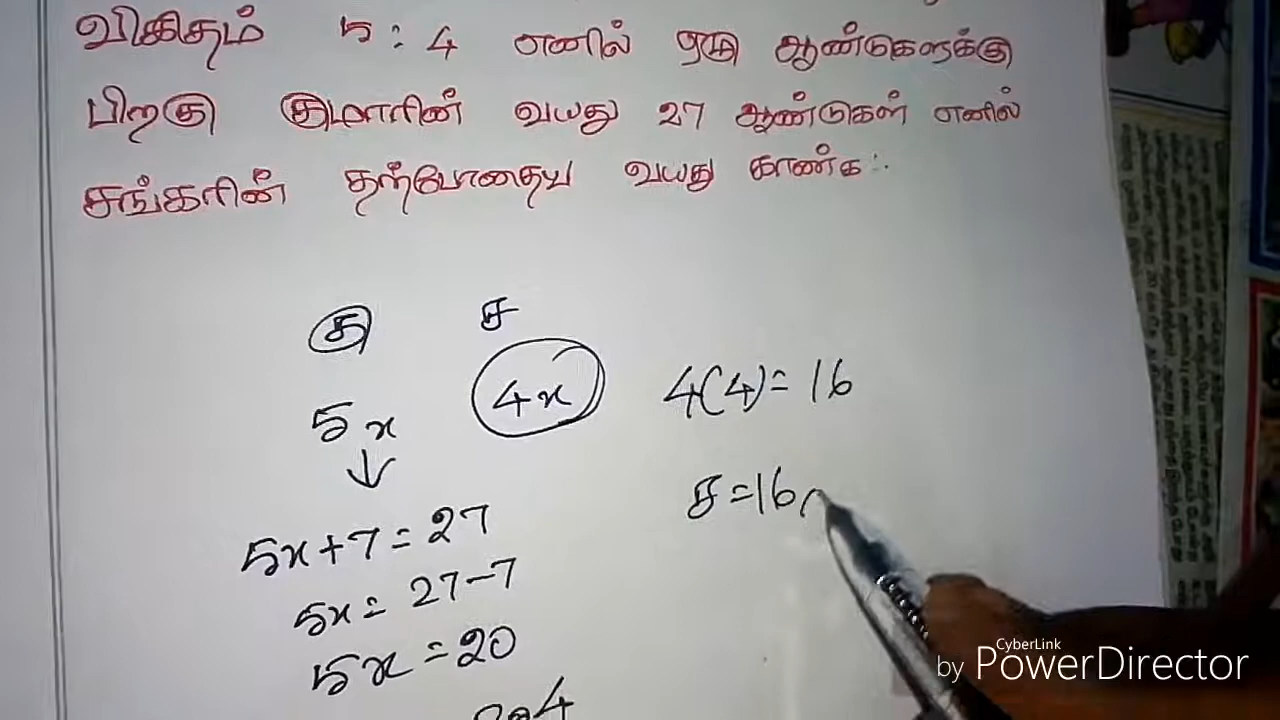 விகிதம் 5:4 எனில் ஏழு ஆண்டுகளுக்கு
பிறகு குமாரின் வயது 27 ஆண்டுகள் எனில்
சங்கரின் தற்போதைய வயது காண்க:.
கு ச
5x 4x 4(4)=16
5x+7=27 ச=16
5x=27-7
5x=20
CyberLink
by PowerDirector